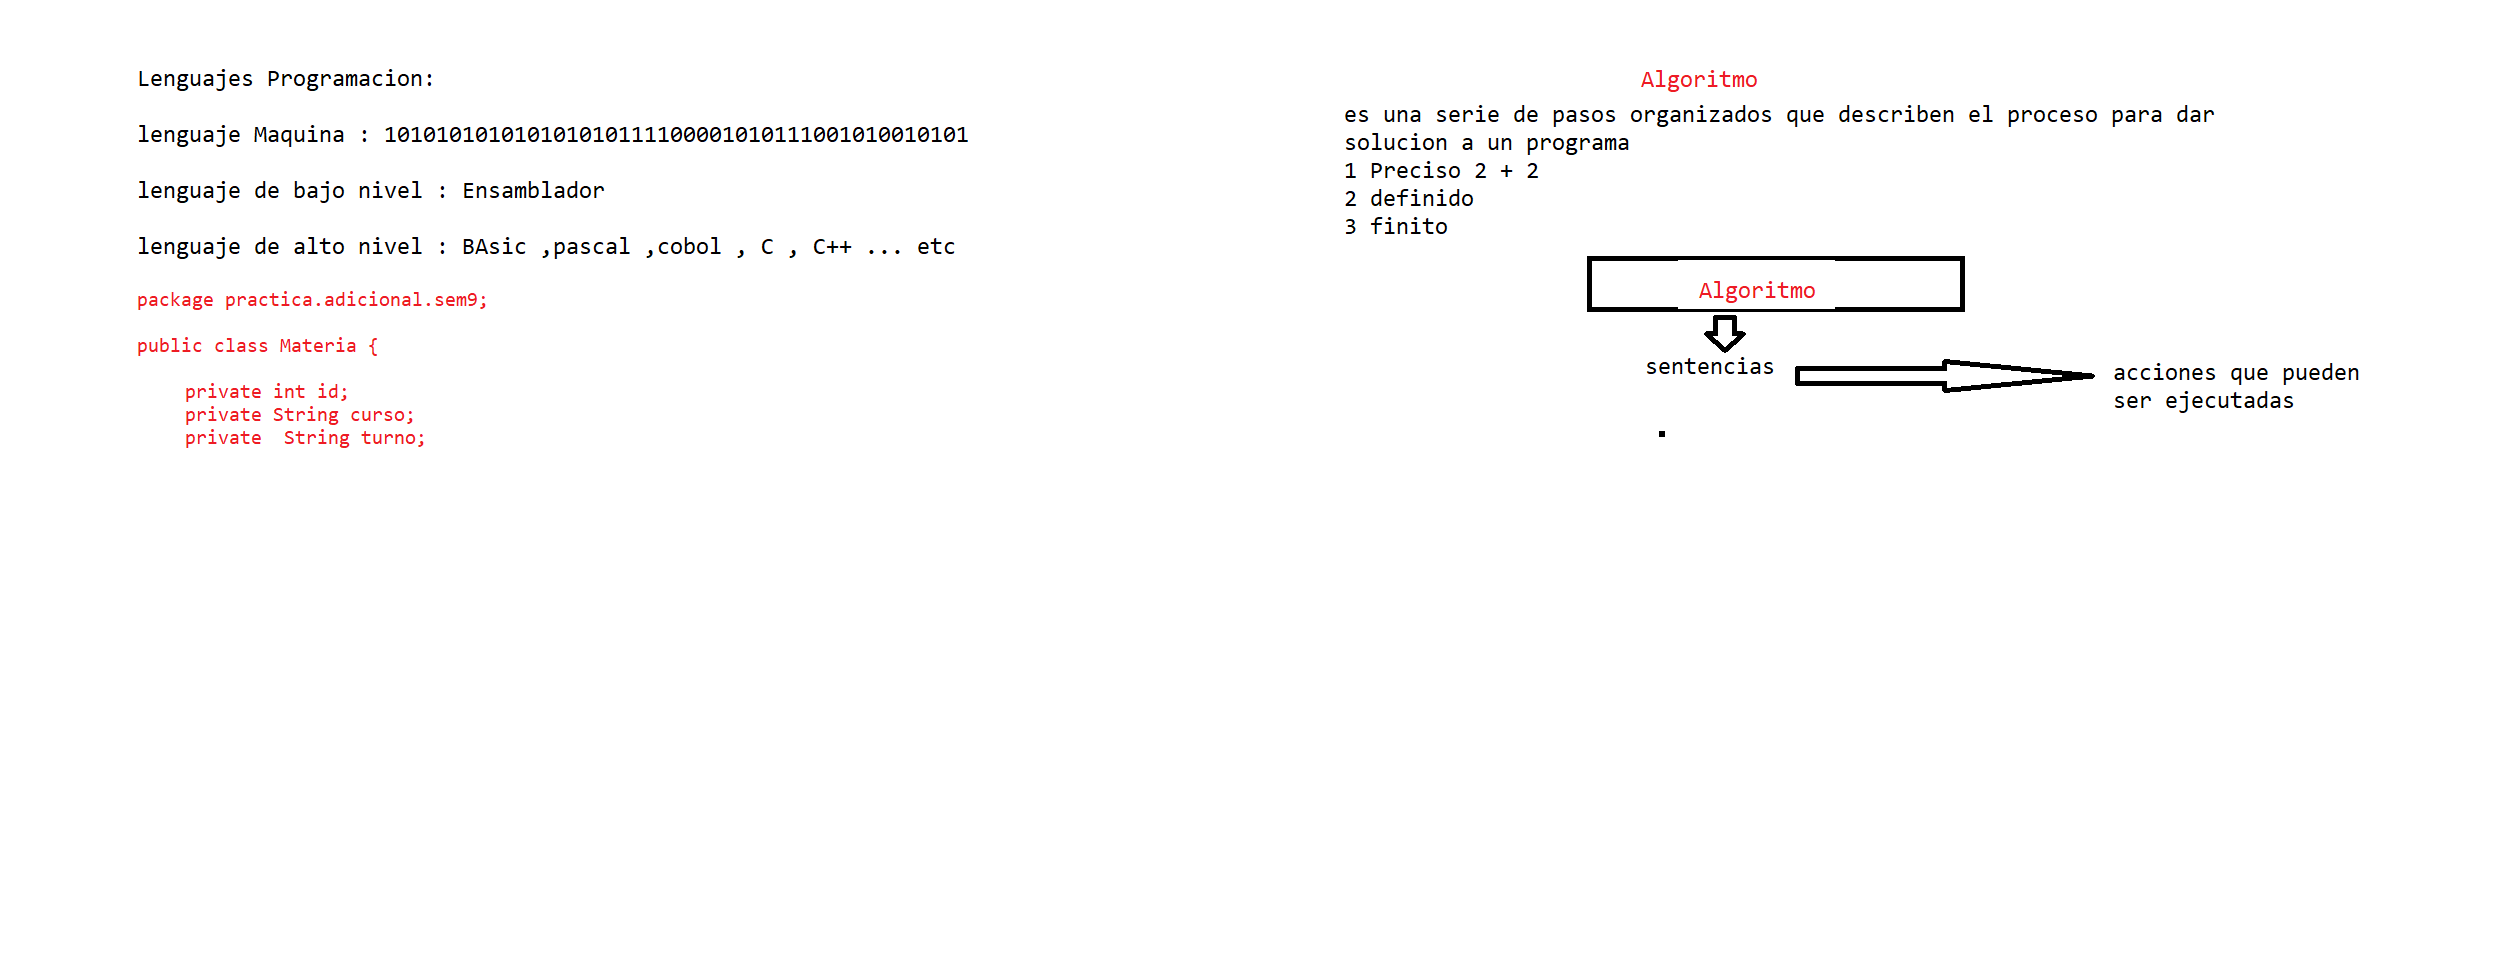 Lenguajes Programacion:
lenguaje Maquina : 101010101010101010111100001010111001010010101
lenguaje de bajo nivel : Ensamblador
lenguaje de alto nivel : BAsic ,pascal ,cobol , C , C++ ... etc
package practica.adicional.sem9;
public class Materia {
private int id;
private String curso;
private  String turno;
Algoritmo
es una serie de pasos organizados que describen el proceso para dar
solucion a un programa
1 Preciso 2 + 2
2 definido
3 finito
Algoritmo
sentencias
acciones que pueden
ser ejecutadas